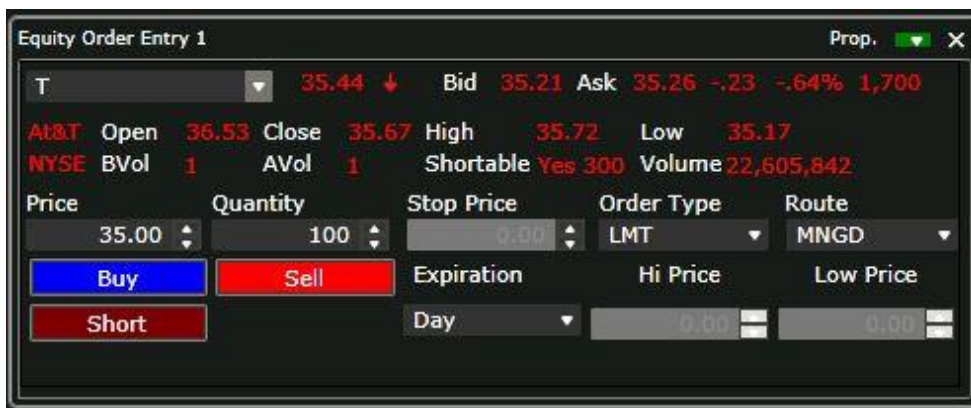 Equity Order Entry 1 Prop.
T 35.44 Bid 35.21 Ask 35.26 -.23 -.64% 1,700
At&T Open 36.53 Close 35.67 High 35.72 Low 35.17
NYSE BVol 1 AVol 1 Shortable Yes 300 Volume 22,605,842
Price Quantity Stop Price Order Type Route
35.00 100 0.00 LMT MNGD
Buy Sell Expiration Hi Price Low Price
Short Day 0.00 0.00